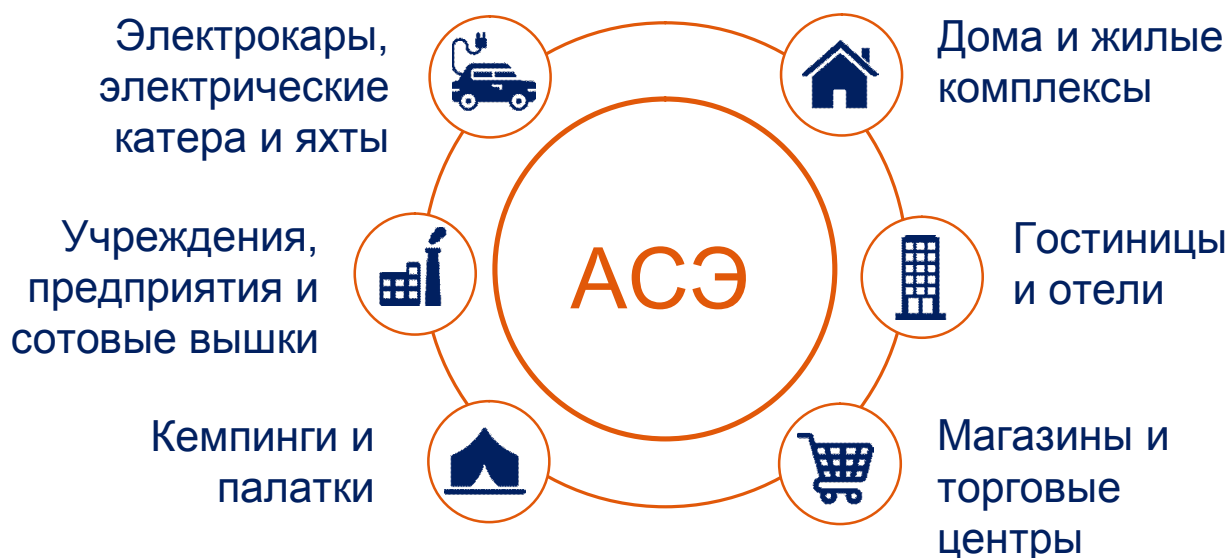 Электрокары,
электрические
катера и яхты
Дома и жилые
комплексы
Учреждения,
предприятия и
сотовые вышки
АСЭ
Гостиницы
и отели
Кемпинги и
палатки
Магазины и
торговые
центры